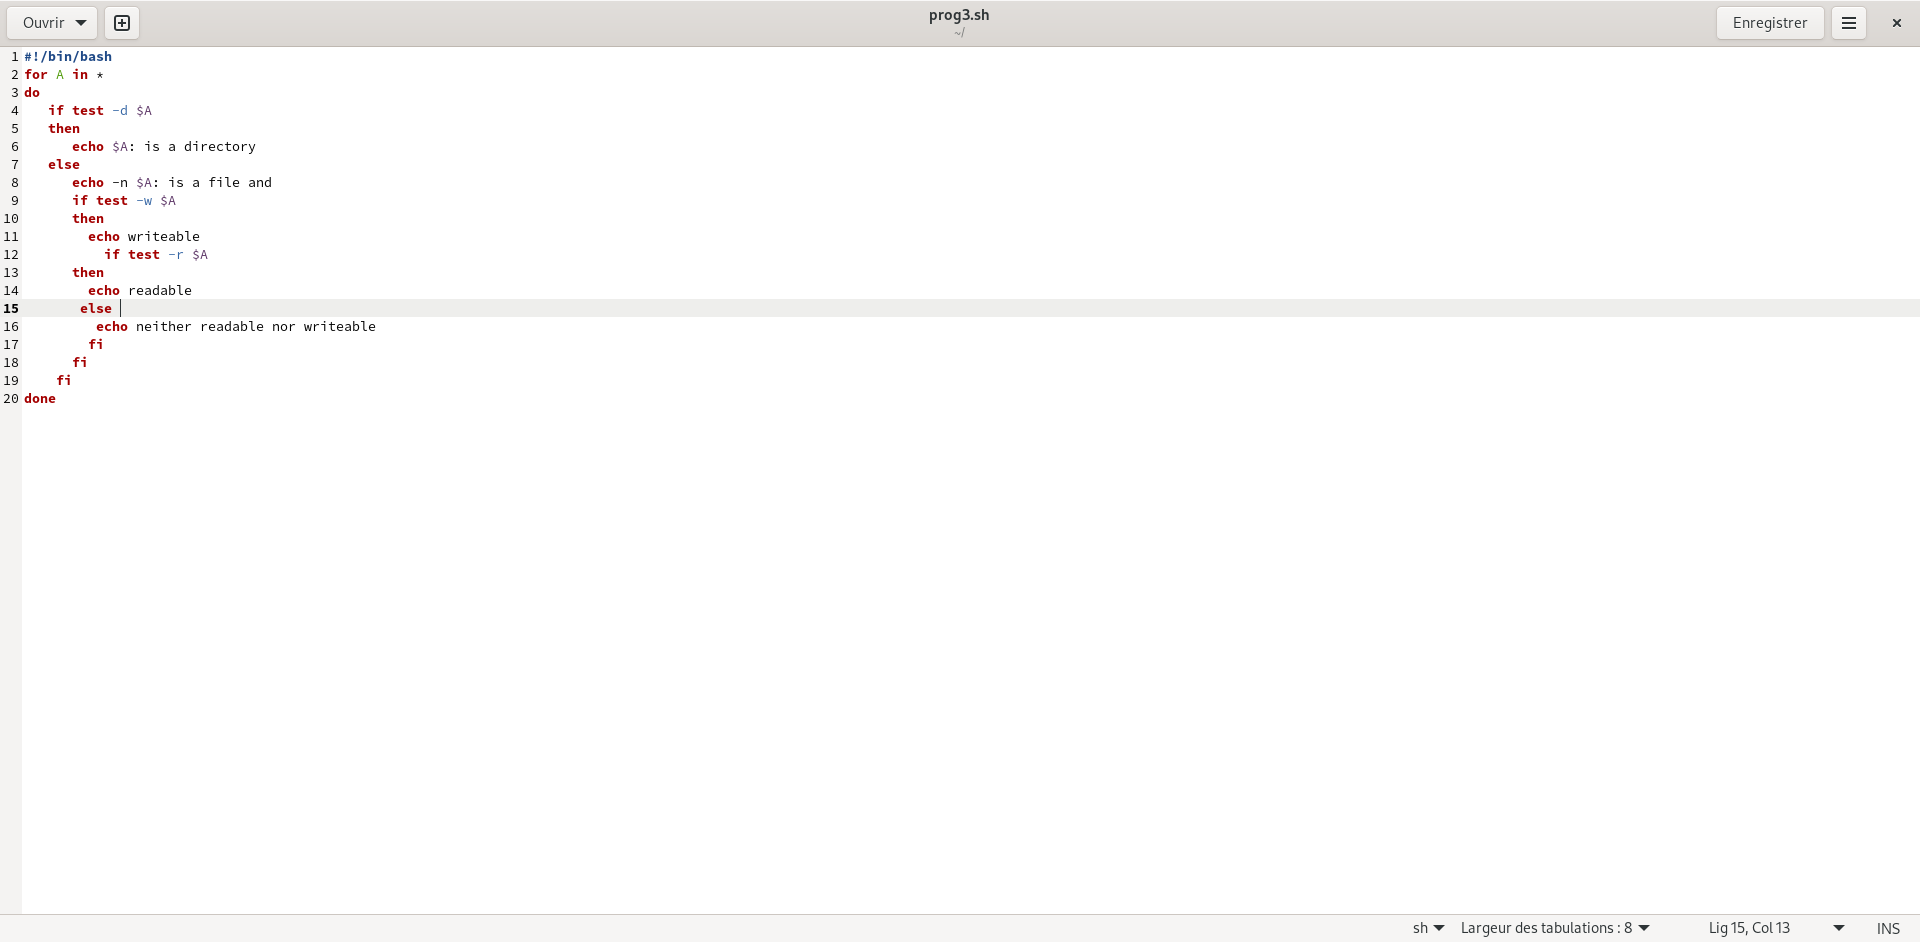 Ouvrir
prog3.sh
~/
Enregistrer
1 #!/bin/bash
2 for A in *
3 do
4    if test -d $A
5    then
6       echo $A: is a directory
7    else
8       echo -n $A: is a file and
9       if test -w $A
10       then
11         echo writeable
12           if test -r $A
13       then
14         echo readable
15        else
16          echo neither readable nor writeable
17         fi
18       fi
19     fi
20 done
sh Largeur des tabulations : 8 Lig 15, Col 13 INS